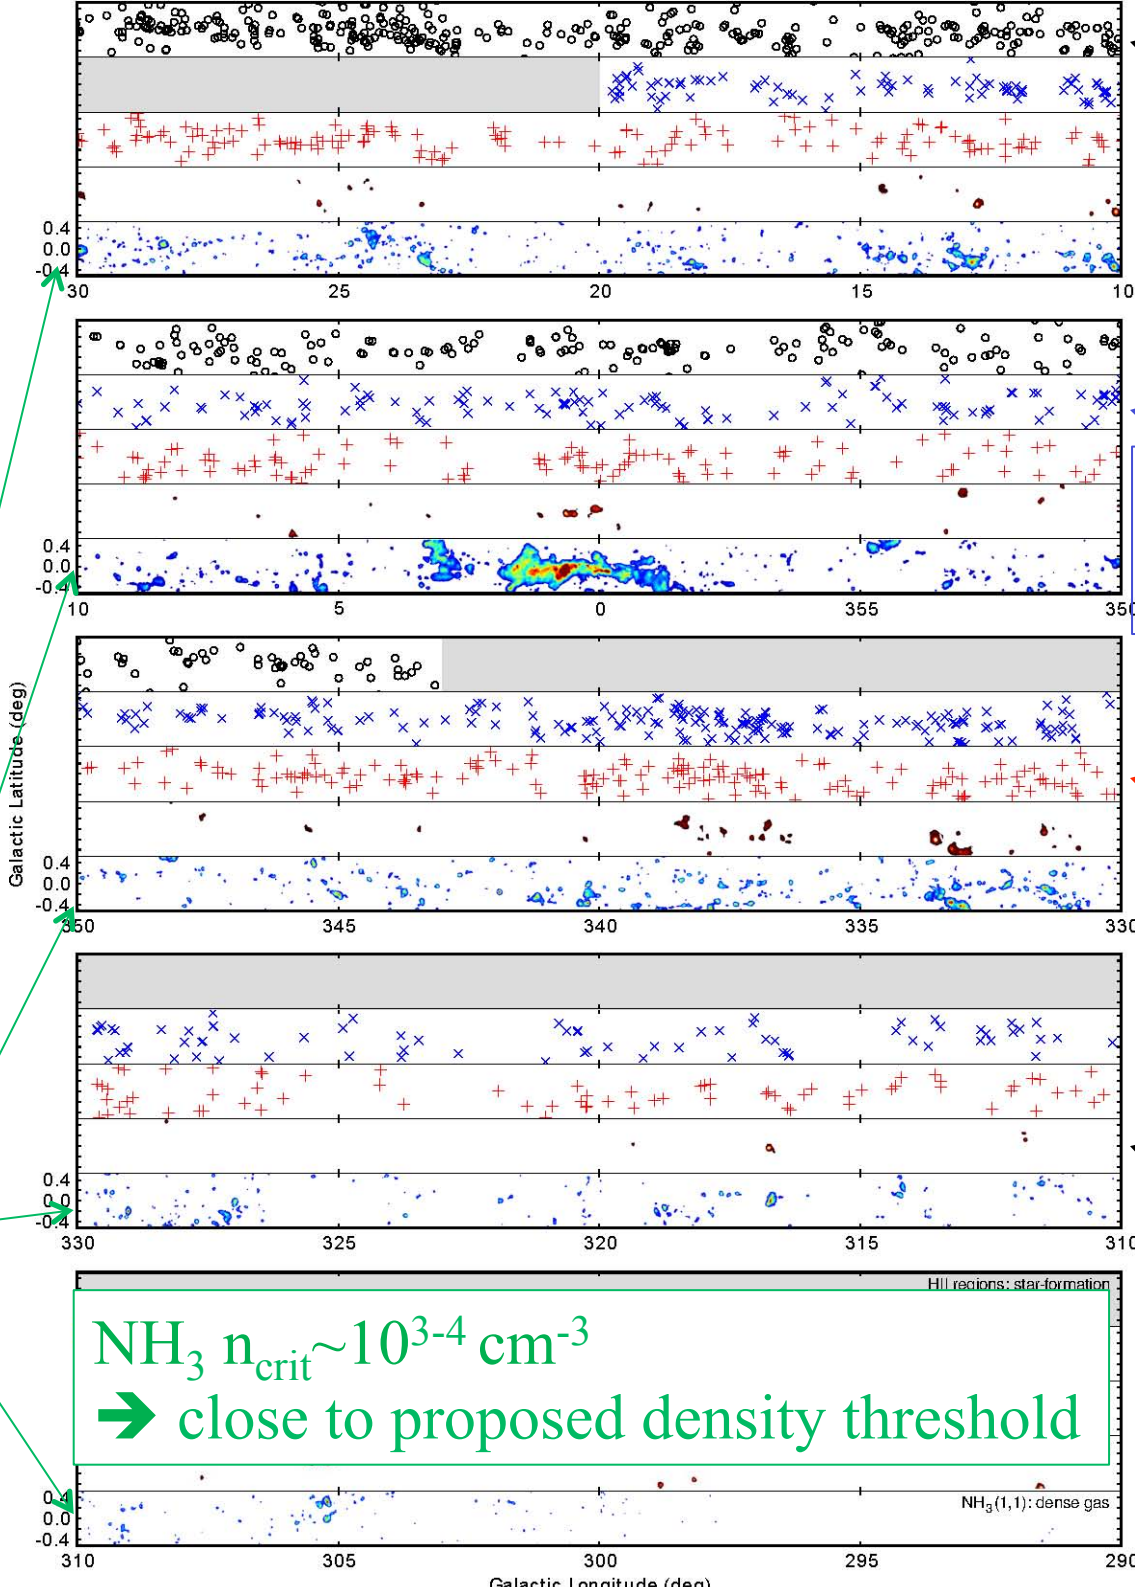 0.4
0.0
-0.4
30 25 20 15 10
0.4
0.0
-0.4
10 5 0 355 350
Galactic Latitude (deg)
0.4
0.0
-0.4
350 345 340 335 330
0.4
0.0
-0.4
330 325 320 315 310
HII regions: star-formation
NH₃ n_crit~10³⁻⁴ cm⁻³
➔ close to proposed density threshold
0.4
0.0
-0.4
NH₃(1,1): dense gas
310 305 300 295 290
Galactic Longitude (deg)